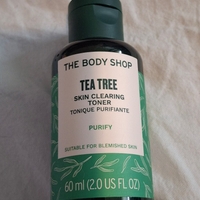 THE BODY SHOP
TEA TREE
SKIN CLEARING
TONER
TONIQUE PURIFIANTE
PURIFY
SUITABLE FOR BLEMISHED SKIN
60 ml (2.0 US FL OZ)